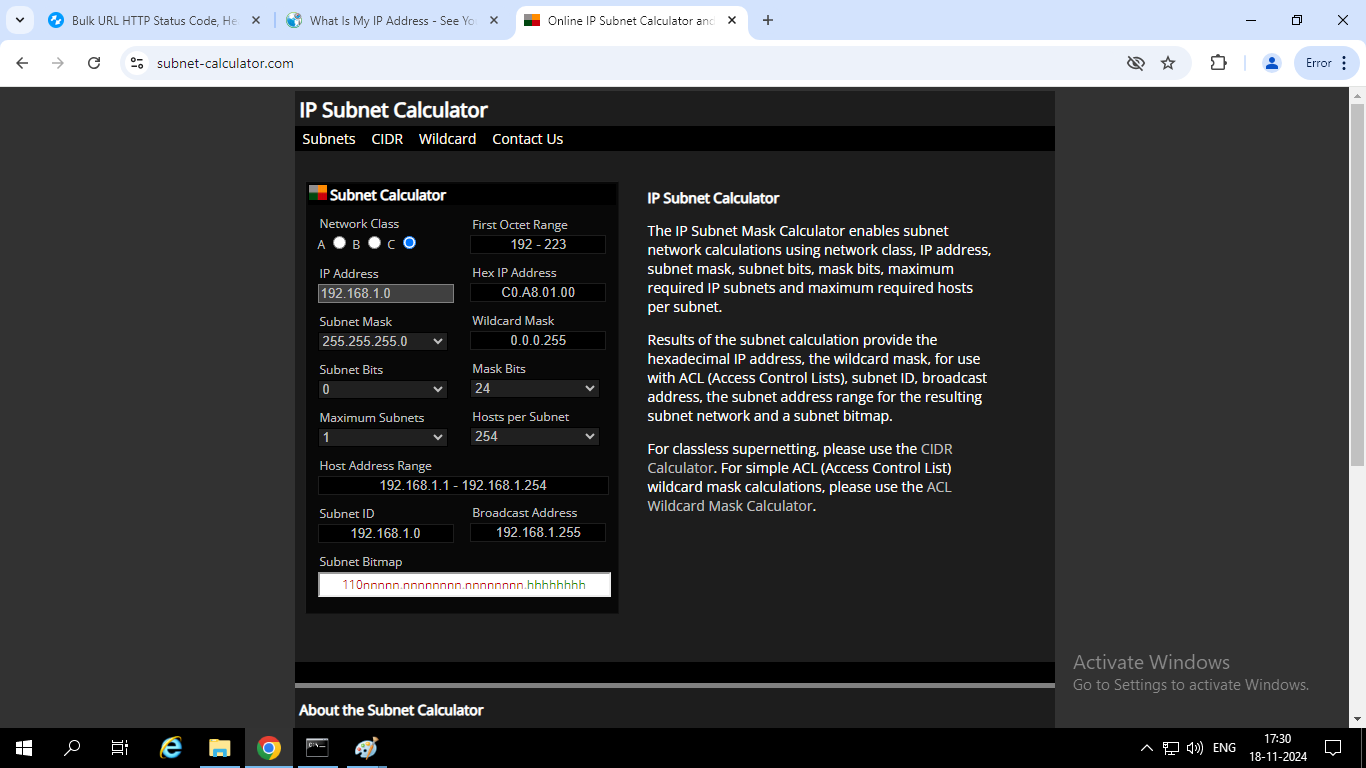 Bulk URL HTTP Status Code, He
What Is My IP Address - See Yo
Online IP Subnet Calculator and
subnet-calculator.com
Error
IP Subnet Calculator
Subnets CIDR Wildcard Contact Us
Subnet Calculator
Network Class
A B C
First Octet Range
192 - 223
IP Address
192.168.1.0
Hex IP Address
C0.A8.01.00
Subnet Mask
255.255.255.0
Wildcard Mask
0.0.0.255
Subnet Bits
0
Mask Bits
24
Maximum Subnets
1
Hosts per Subnet
254
Host Address Range
192.168.1.1 - 192.168.1.254
Subnet ID
192.168.1.0
Broadcast Address
192.168.1.255
Subnet Bitmap
110nnnnn.nnnnnnnn.nnnnnnnn.hhhhhhhh
IP Subnet Calculator
The IP Subnet Mask Calculator enables subnet
network calculations using network class, IP address,
subnet mask, subnet bits, mask bits, maximum
required IP subnets and maximum required hosts
per subnet.
Results of the subnet calculation provide the
hexadecimal IP address, the wildcard mask, for use
with ACL (Access Control Lists), subnet ID, broadcast
address, the subnet address range for the resulting
subnet network and a subnet bitmap.
For classless supernetting, please use the CIDR
Calculator. For simple ACL (Access Control List)
wildcard mask calculations, please use the ACL
Wildcard Mask Calculator.
Activate Windows
Go to Settings to activate Windows.
About the Subnet Calculator
ENG
17:30
18-11-2024